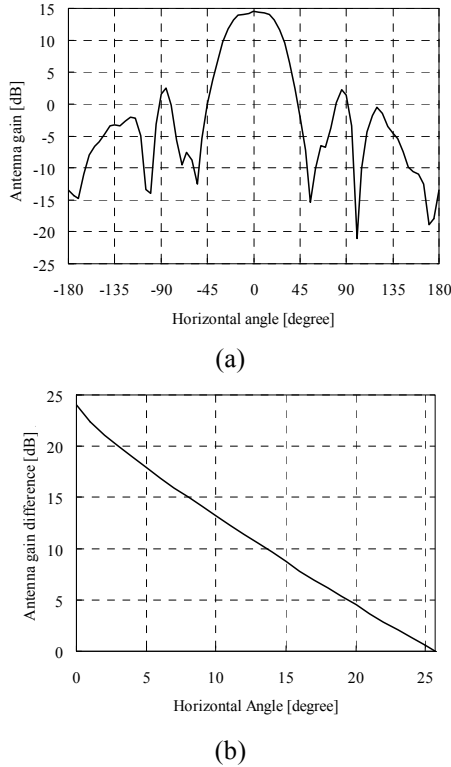 15
10
5
0
-5
-10
-15
-20
-25
Antenna gain [dB]
-180 -135 -90 -45 0 45 90 135 180
Horizontal angle [degree]
(a)
25
20
15
10
5
0
Antenna gain difference [dB]
0 5 10 15 20 25
Horizontal Angle [degree]
(b)